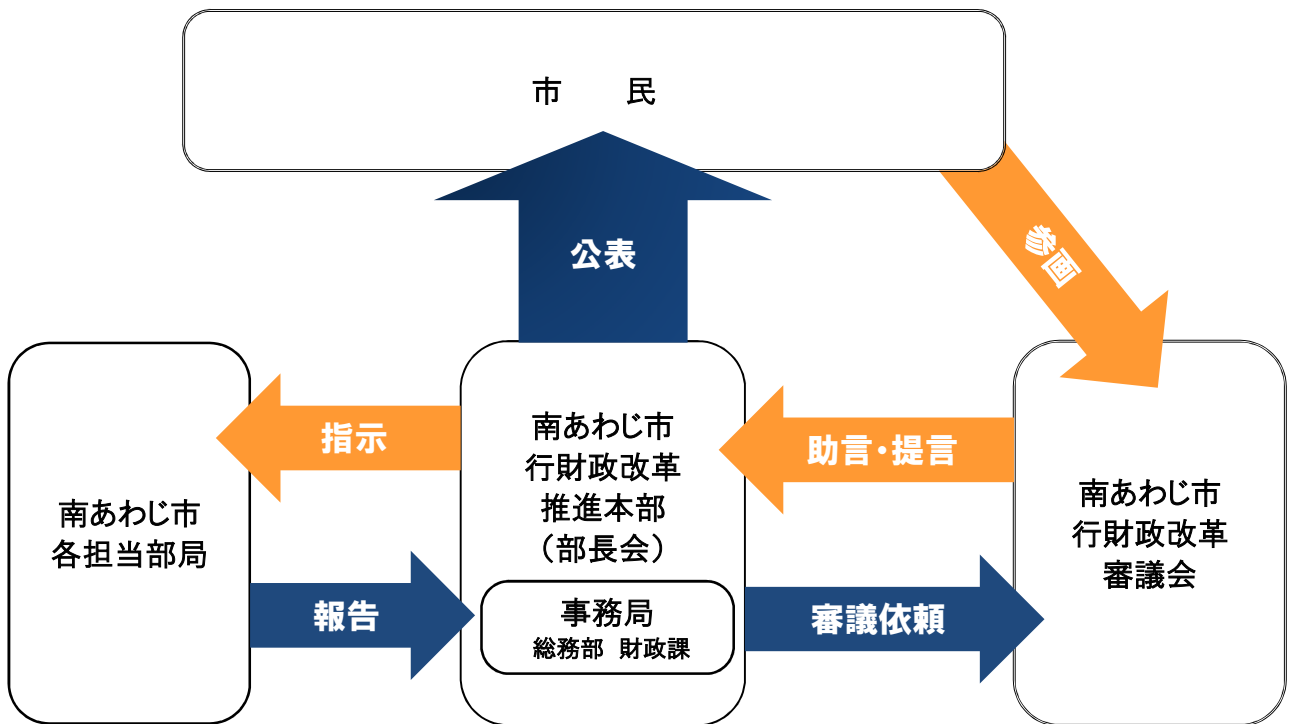 市　　民
公表
参画
指示
助言・提言
南あわじ市
各担当部局
南あわじ市
行財政改革
推進本部
（部長会）
南あわじ市
行財政改革
審議会
報告
事務局
総務部 財政課
審議依頼